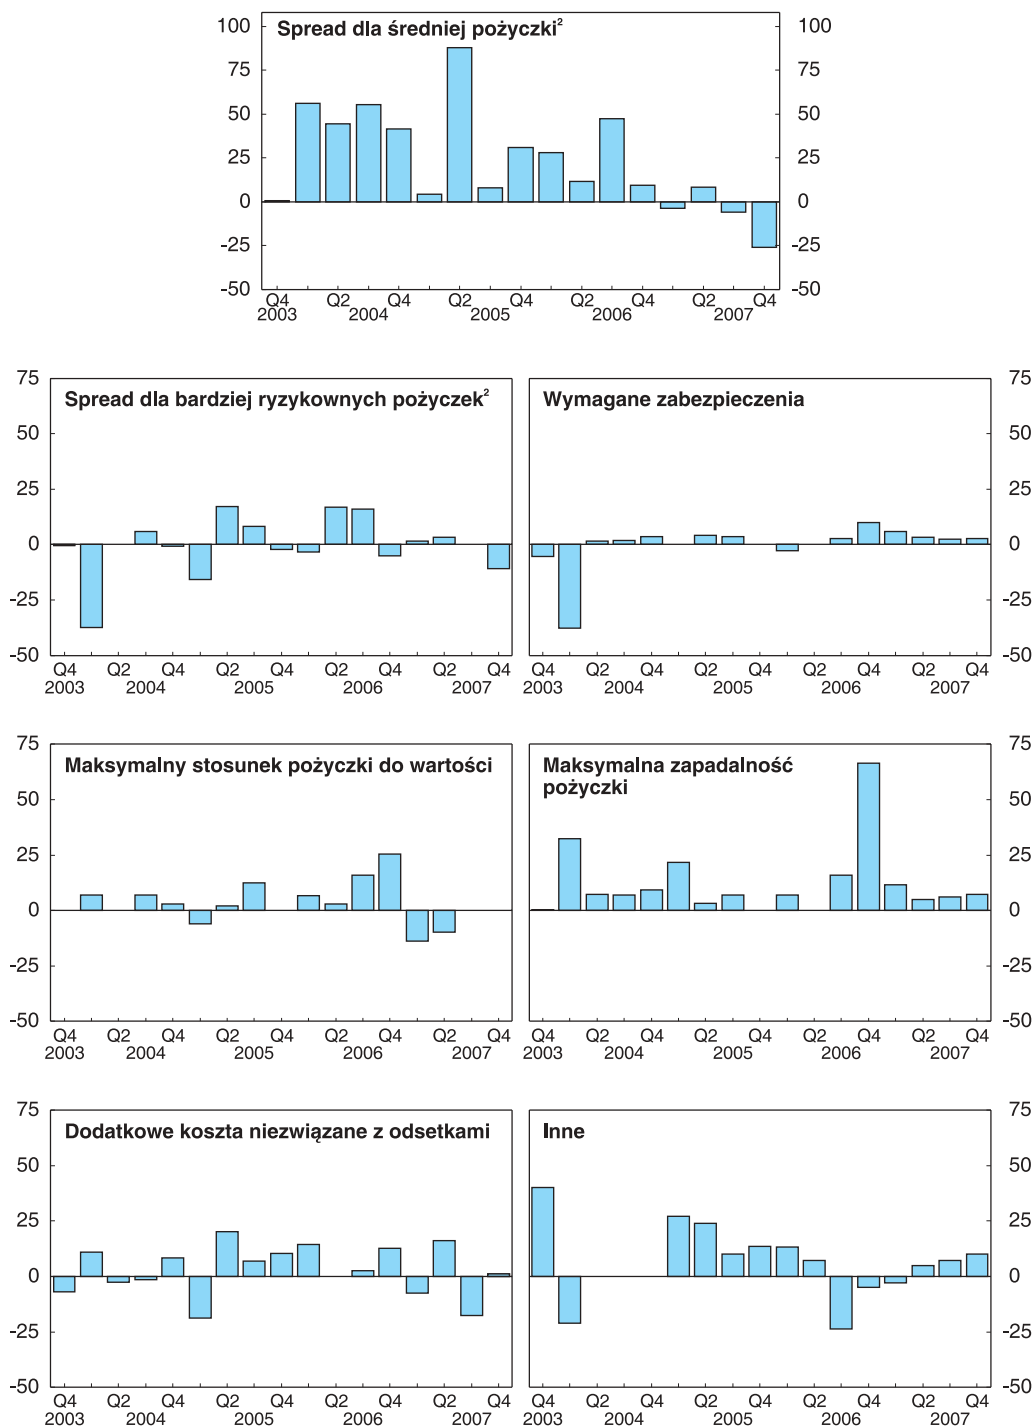 Spread dla średniej pożyczki²
100 100
75 75
50 50
25 25
0 0
-25 -25
-50 -50
Q4 Q2 Q4 Q2 Q4 Q2 Q4 Q2 Q4
2003 2004 2005 2006 2007
75 75
Spread dla bardziej ryzykownych pożyczek² Wymagane zabezpieczenia
50 50
25 25
0 0
-25 -25
-50 -50
Q4 Q2 Q4 Q2 Q4 Q2 Q4 Q2 Q4 Q4 Q2 Q4 Q2 Q4 Q2 Q4 Q2 Q4
2003 2004 2005 2006 2007 2003 2004 2005 2006 2007
75 75
Maksymalny stosunek pożyczki do wartości Maksymalna zapadalność
pożyczki
50 50
25 25
0 0
-25 -25
-50 -50
Q4 Q2 Q4 Q2 Q4 Q2 Q4 Q2 Q4 Q4 Q2 Q4 Q2 Q4 Q2 Q4 Q2 Q4
2003 2004 2005 2006 2007 2003 2004 2005 2006 2007
75 75
Dodatkowe koszta niezwiązane z odsetkami Inne
50 50
25 25
0 0
-25 -25
-50 -50
Q4 Q2 Q4 Q2 Q4 Q2 Q4 Q2 Q4 Q4 Q2 Q4 Q2 Q4 Q2 Q4 Q2 Q4
2003 2004 2005 2006 2007 2003 2004 2005 2006 2007